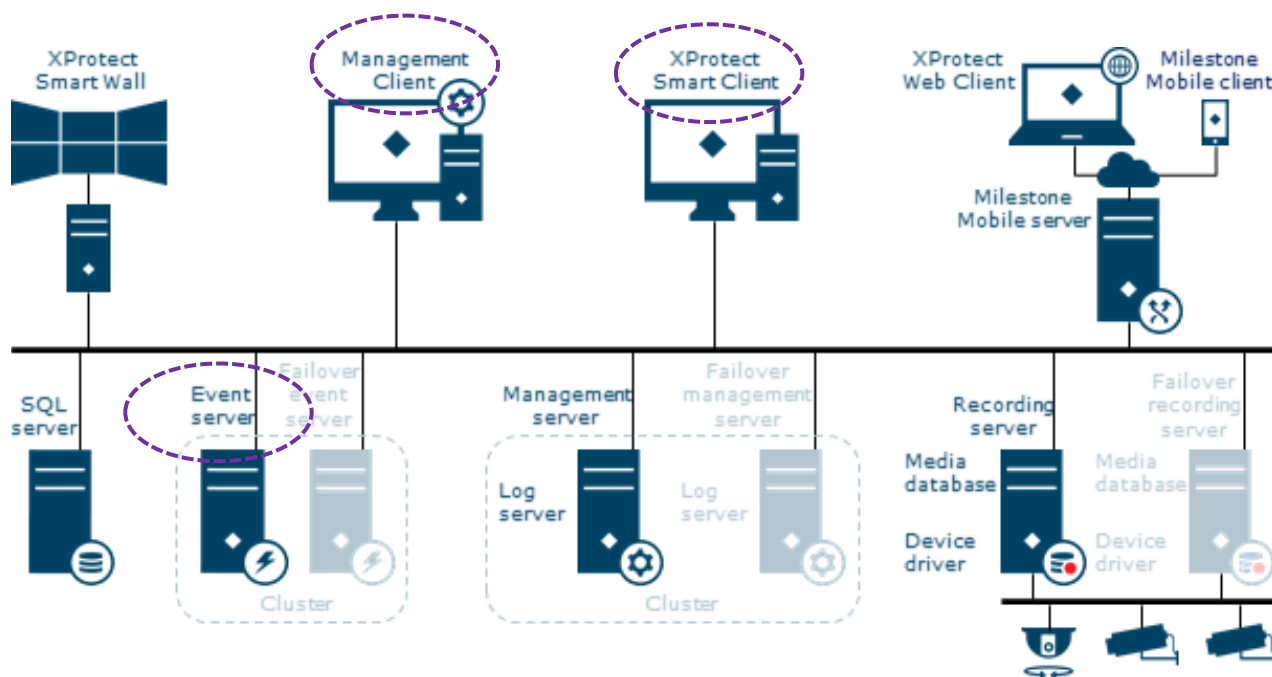 XProtect
Smart Wall
Management
Client
XProtect
Smart Client
XProtect
Web Client
Milestone
Mobile client
Milestone
Mobile server
SQL
server
Event
server
Failover
event
server
Management
server
Failover
management
server
Recording
server
Failover
recording
server
Log
server
Log
server
Media
database
Media
database
Device
driver
Device
driver
Cluster
Cluster